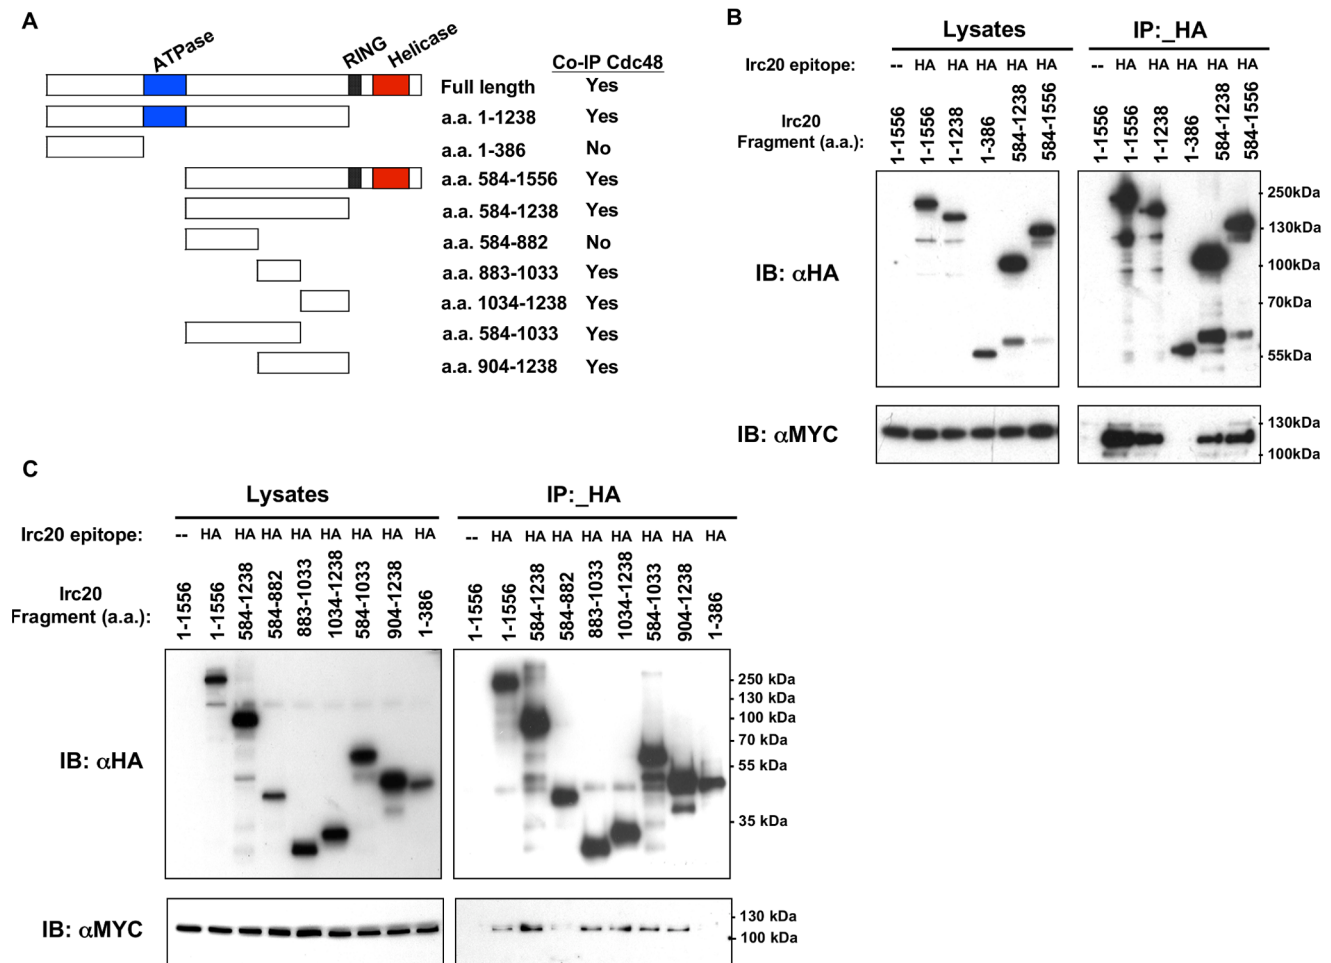 A
ATPase
RING
Helicase
Co-IP Cdc48
Full length Yes
a.a. 1-1238 Yes
a.a. 1-386 No
a.a. 584-1556 Yes
a.a. 584-1238 Yes
a.a. 584-882 No
a.a. 883-1033 Yes
a.a. 1034-1238 Yes
a.a. 584-1033 Yes
a.a. 904-1238 Yes
B
Lysates IP:_HA
Irc20 epitope: -- HA HA HA HA HA -- HA HA HA HA HA
Irc20
Fragment (a.a.): 1-1556 1-1556 1-1238 1-386 584-1238 584-1556 1-1556 1-1556 1-1238 1-386 584-1238 584-1556
IB: αHA
250kDa
130kDa
100kDa
70kDa
55kDa
IB: αMYC
130kDa
100kDa
C
Lysates IP:_HA
Irc20 epitope: -- HA HA HA HA HA HA HA HA -- HA HA HA HA HA HA HA HA
Irc20
Fragment (a.a.): 1-1556 1-1556 584-1238 584-882 883-1033 1034-1238 584-1033 904-1238 1-386 1-1556 1-1556 584-1238 584-882 883-1033 1034-1238 584-1033 904-1238 1-386
IB: αHA
250 kDa
130 kDa
100 kDa
70 kDa
55 kDa
35 kDa
IB: αMYC
130 kDa
100 kDa